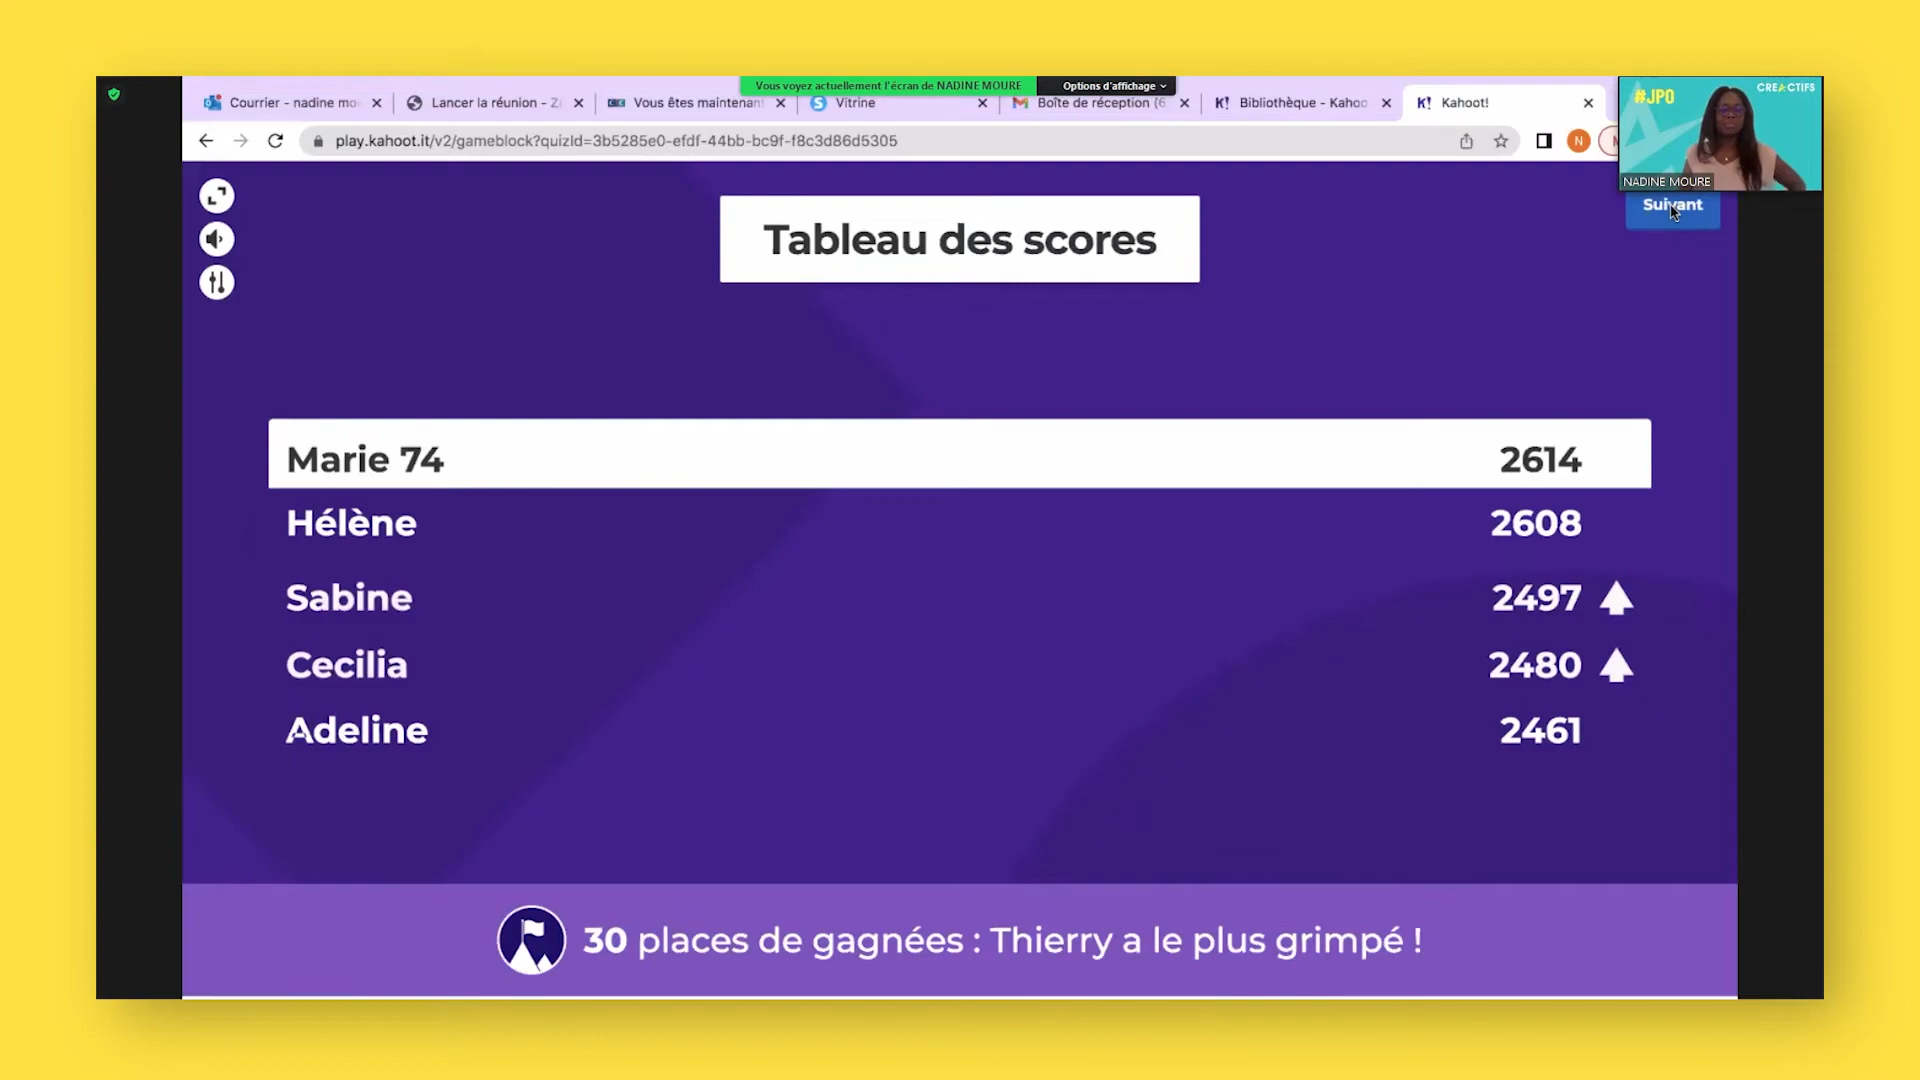 Vous voyez actuellement l'écran de NADINE MOURE
Options d'affichage
Courrier - nadine mo
Lancer la réunion - Z
Vous êtes maintenan
Vitrine
Boîte de réception (6
K! Bibliothèque - Kahoo
K! Kahoot!
play.kahoot.it/v2/gameblock?quizId=3b5285e0-efdf-44bb-bc9f-f8c3d86d5305
N
#JPO
CREACTIFS
NADINE MOURE
Suivant
Tableau des scores
Marie 74 2614
Hélène 2608
Sabine 2497
Cecilia 2480
Adeline 2461
30 places de gagnées : Thierry a le plus grimpé !